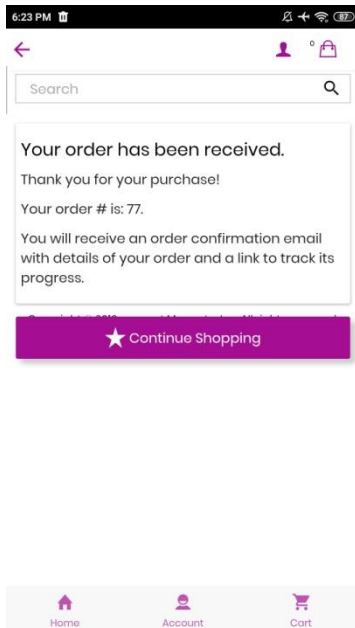 6:23 PM
87
0
Search
Your order has been received.
Thank you for your purchase!
Your order # is: 77.
You will receive an order confirmation email
with details of your order and a link to track its
progress.
Continue Shopping
Home
Account
Cart